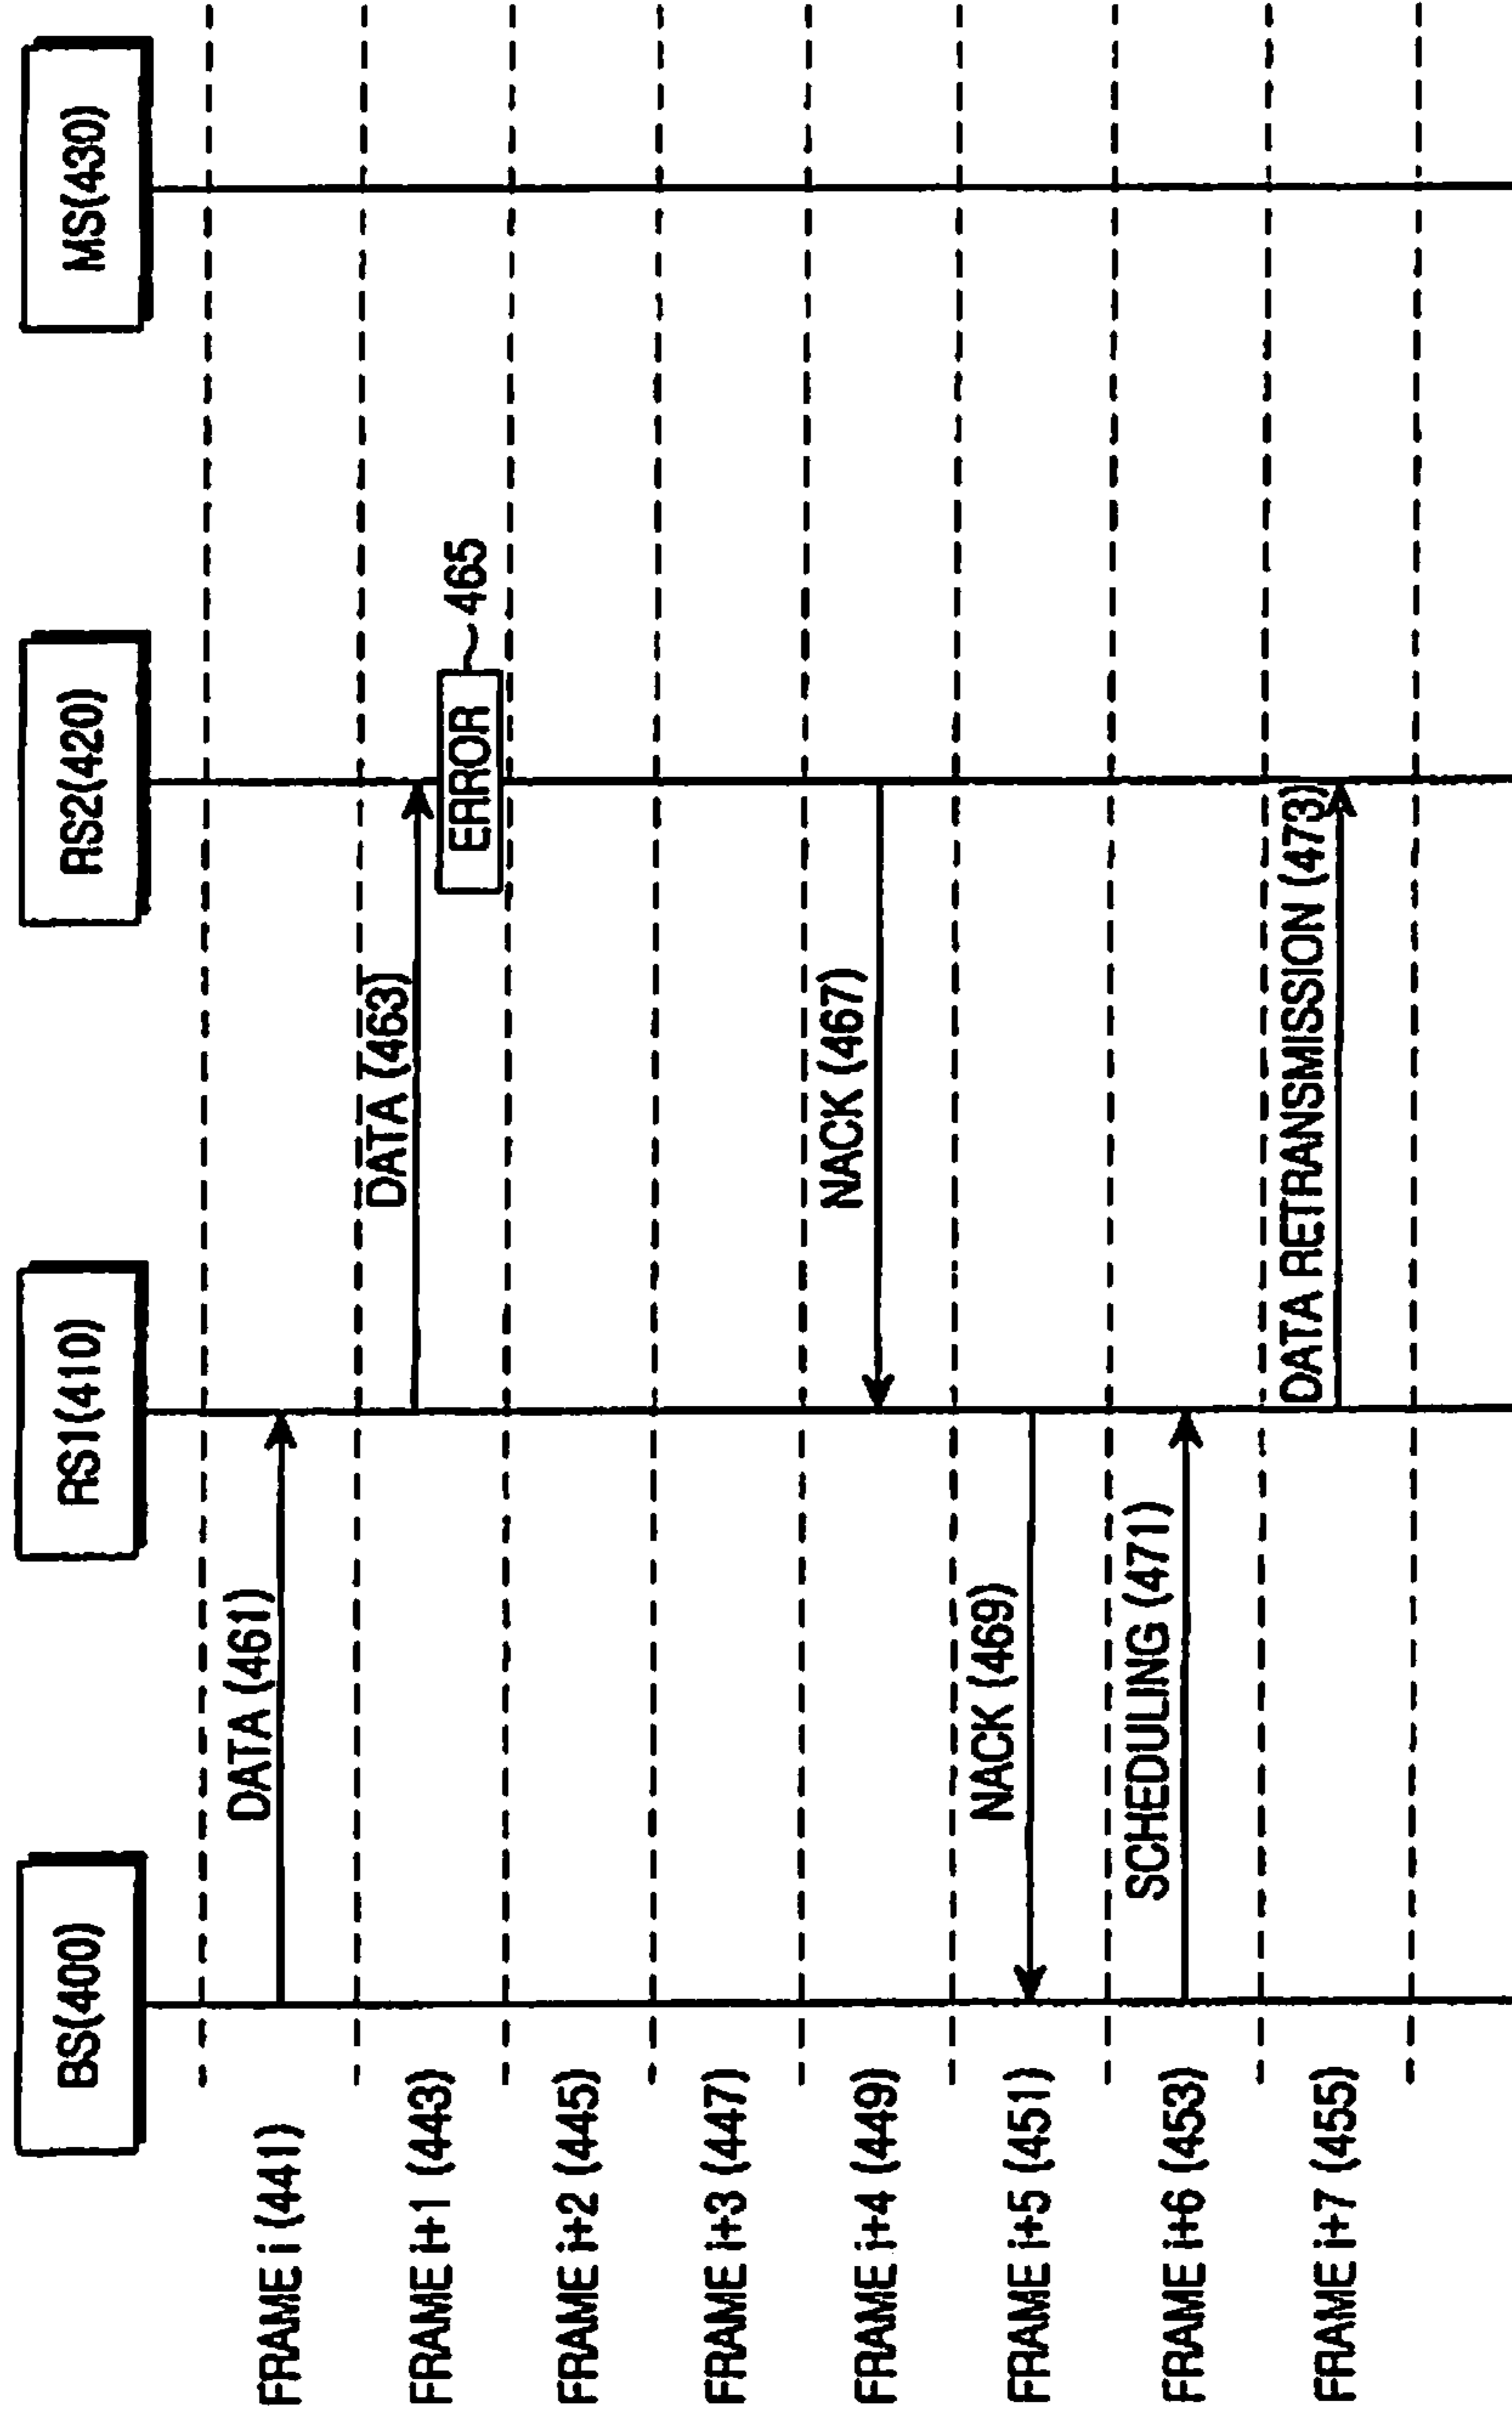 BS(400)
RS1(410)
RS2(420)
MS(430)
FRAME i (441)
DATA (461)
FRAME i+1 (443)
DATA (463)
ERROR
465
FRAME i+2 (445)
FRAME i+3 (447)
FRAME i+4 (449)
NACK (467)
FRAME i+5 (451)
NACK (469)
FRAME i+6 (453)
SCHEDULING (471)
FRAME i+7 (455)
DATA RETRANSMISSION (473)